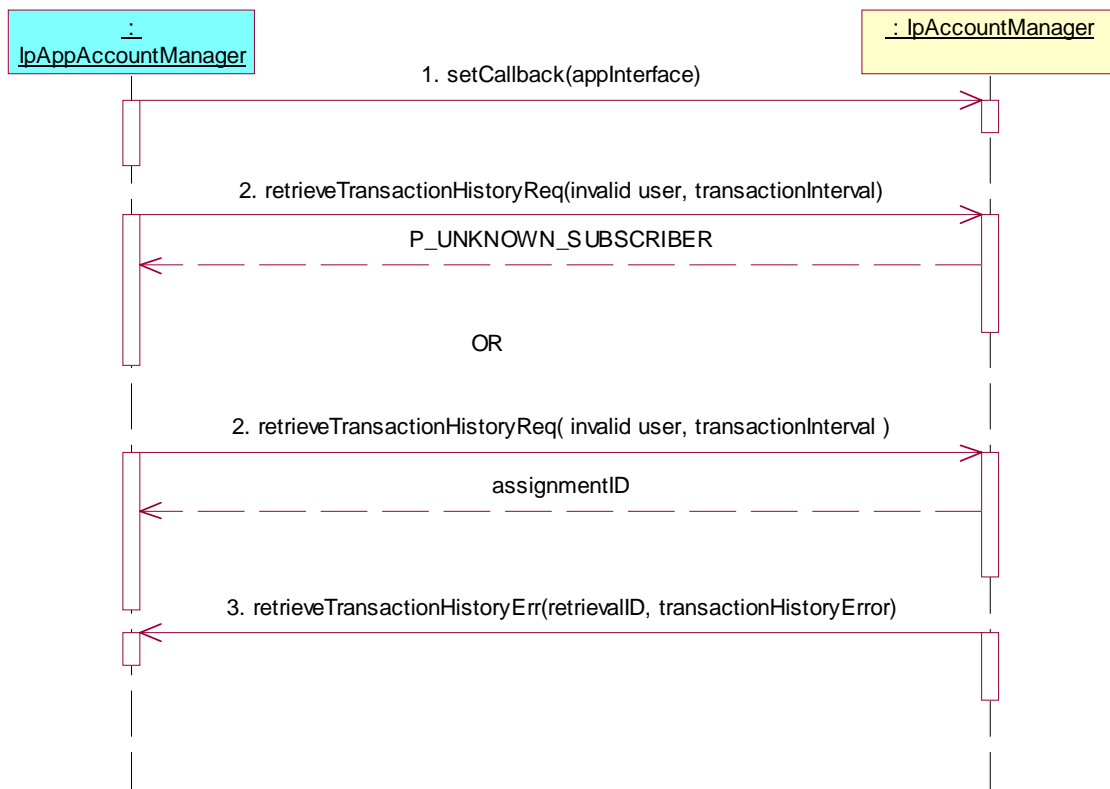 :
IpAppAccountManager
: IpAccountManager
1. setCallback(appInterface)
2. retrieveTransactionHistoryReq(invalid user, transactionInterval)
P_UNKNOWN_SUBSCRIBER
OR
2. retrieveTransactionHistoryReq( invalid user, transactionInterval )
assignmentID
3. retrieveTransactionHistoryErr(retrievalID, transactionHistoryError)